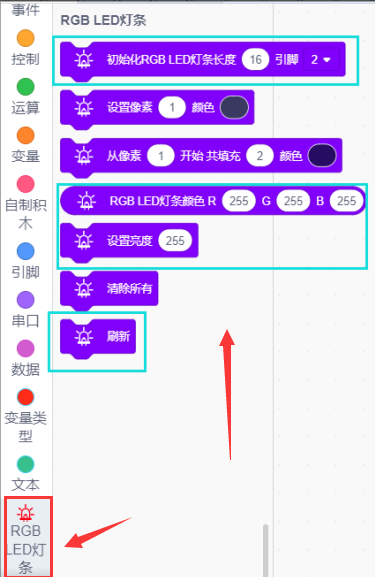 事件
控制
运算
变量
自制积
木
引脚
串口
数据
变量类
型
文本
RGB
LED灯
条
RGB LED灯条
初始化RGB LED灯条长度 16 引脚 2
设置像素 1 颜色
从像素 1 开始 共填充 2 颜色
RGB LED灯条颜色 R 255 G 255 B 255
设置亮度 255
清除所有
刷新